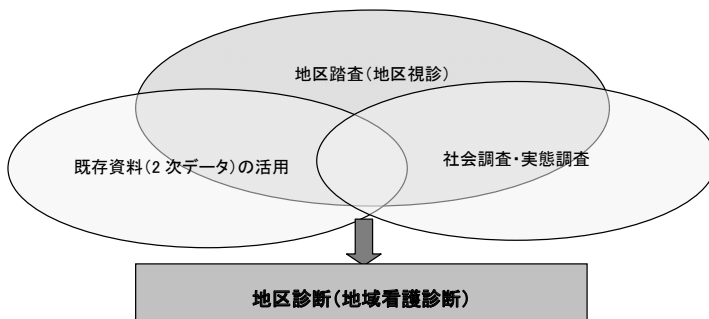 地区踏査(地区視診)
既存資料(2次データ)の活用
社会調査・実態調査
地区診断(地域看護診断)